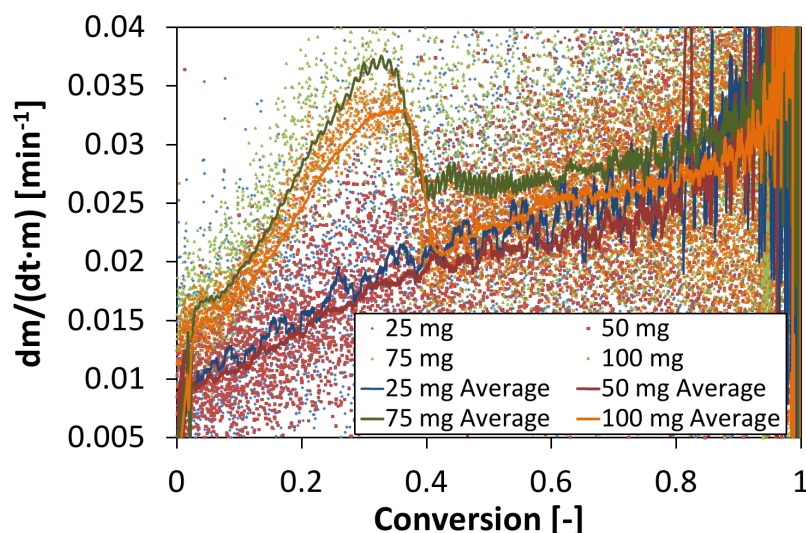 dm/(dt·m) [min⁻¹]
0.04
0.035
0.03
0.025
0.02
0.015
0.01
0.005
25 mg 50 mg
75 mg 100 mg
25 mg Average 50 mg Average
75 mg Average 100 mg Average
0 0.2 0.4 0.6 0.8 1
Conversion [-]